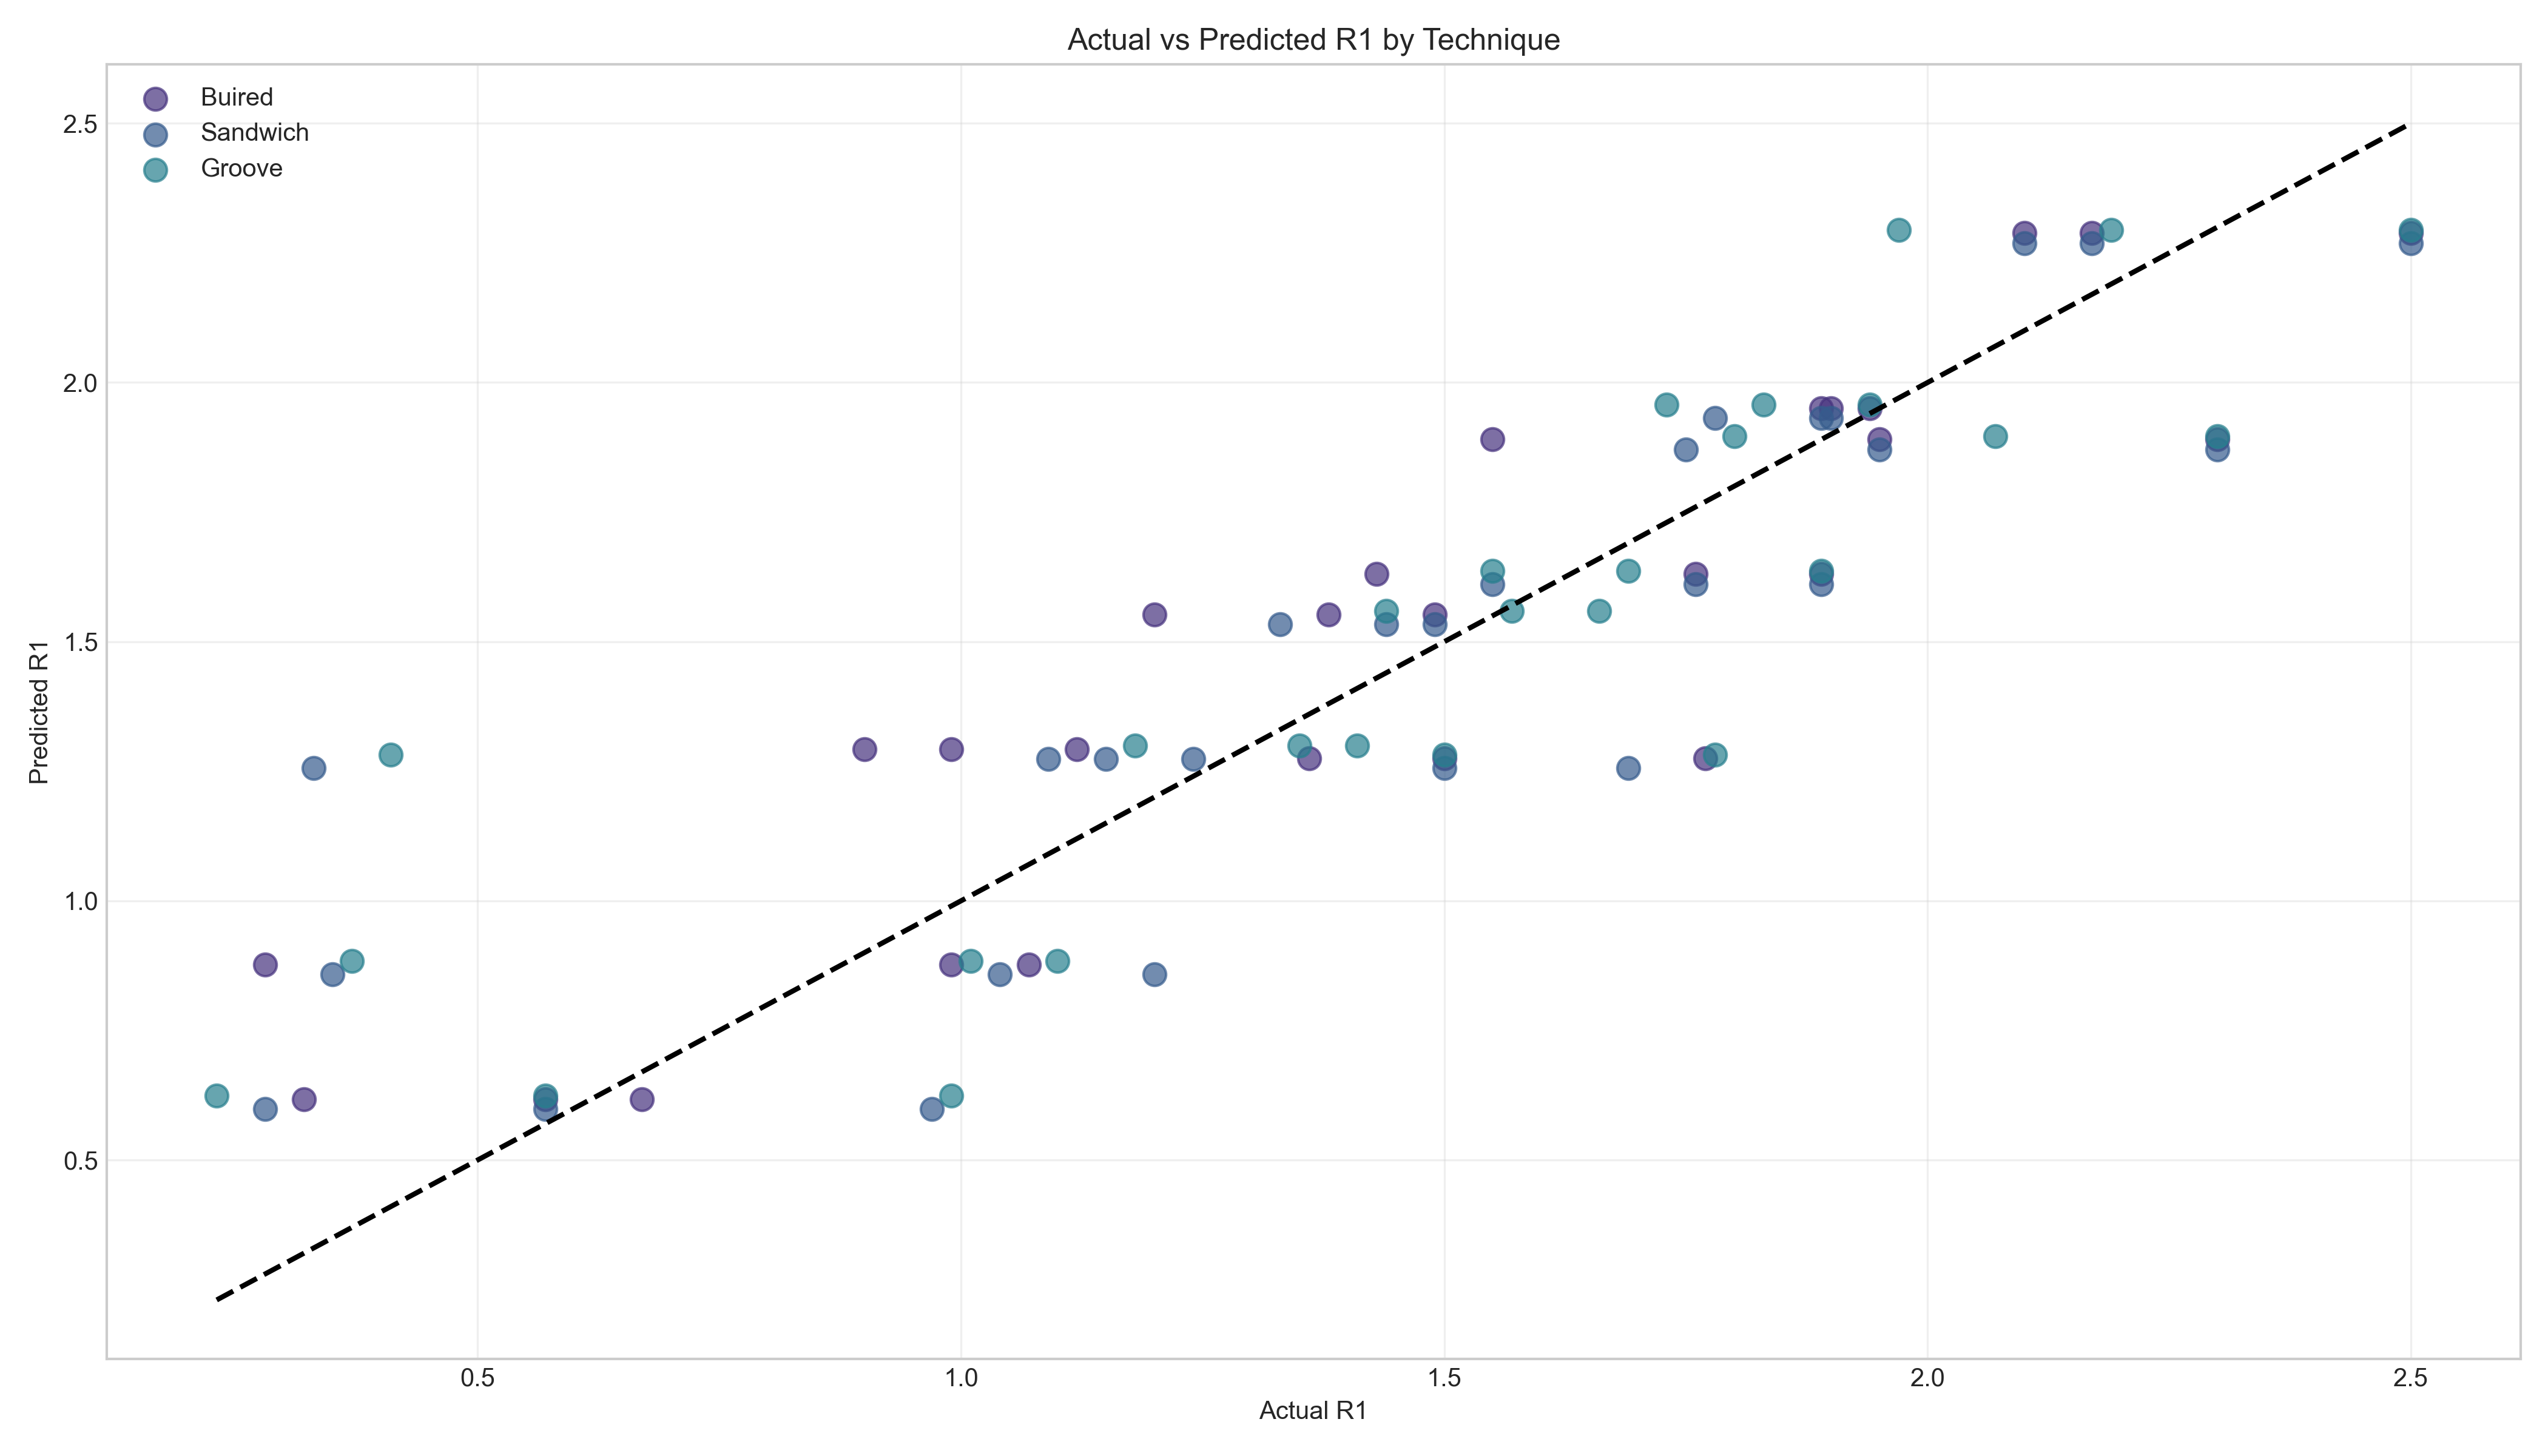 Actual vs Predicted R1 by Technique
Buired
Sandwich
Groove
2.5
2.0
1.5
1.0
0.5
Predicted R1
0.5
1.0
1.5
2.0
2.5
Actual R1